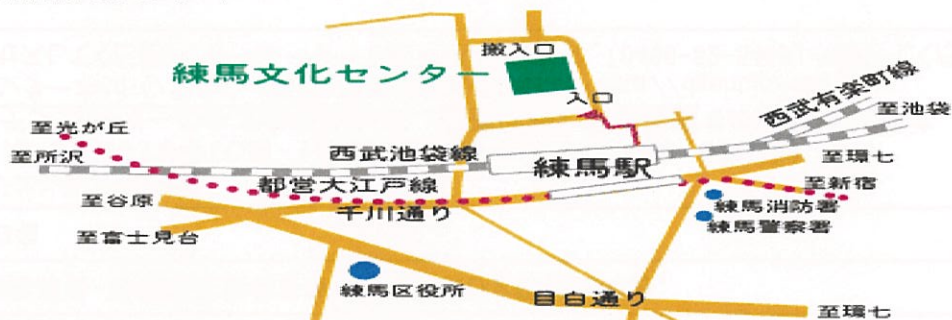 搬入口
練馬文化センター
入口
西武有楽町線
至池袋
至光が丘
至所沢
西武池袋線
練馬駅
至環七
都営大江戸線
至新宿
至谷原
千川通り
練馬消防署
練馬警察署
至富士見台
練馬区役所
目白通り
至環七